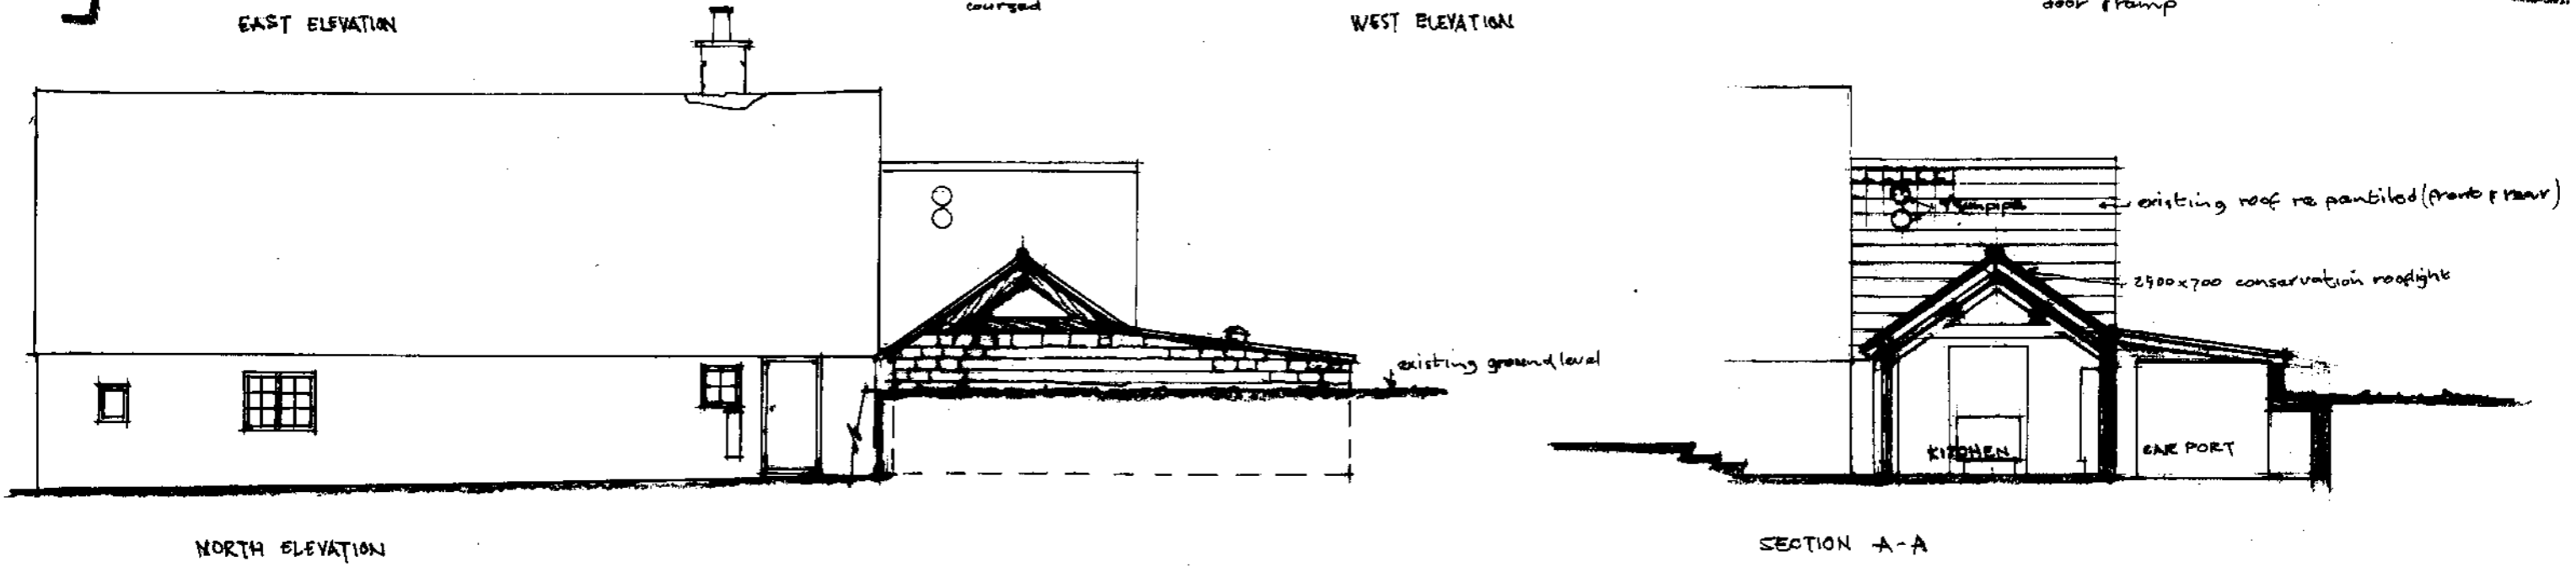 coursed
door & ramp
EAST ELEVATION
WEST ELEVATION
existing roof re pantiled (front & rear)
2400x700 conservation rooflight
existing ground level
KITCHEN
CAR PORT
NORTH ELEVATION
SECTION A-A